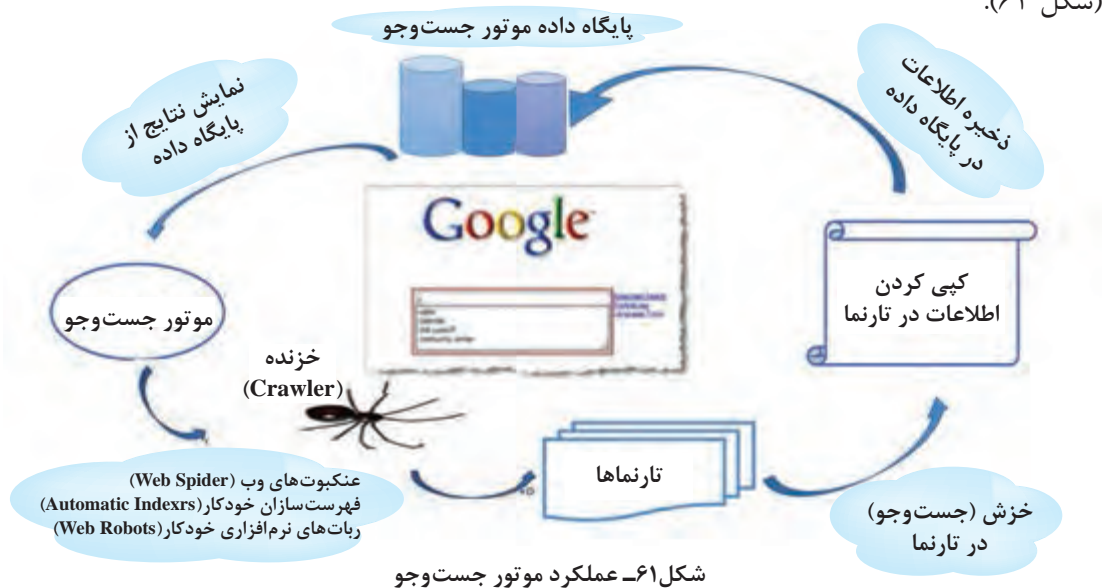 (شکل ۶۱).
پایگاه داده موتور جست‌وجو
ذخیره اطلاعات
در پایگاه داده
نمایش نتایج از
پایگاه داده
Google
کپی کردن
اطلاعات در تارنما
موتور جست‌وجو
خزنده
(Crawler)
تارنماها
عنکبوت‌های وب (Web Spider)
فهرست‌سازان خودکار(Automatic Indexrs)
ربات‌های نرم‌افزاری خودکار(Web Robots)
خزش (جست‌وجو)
در تارنما
شکل۶۱ــ عملکرد موتور جست‌وجو